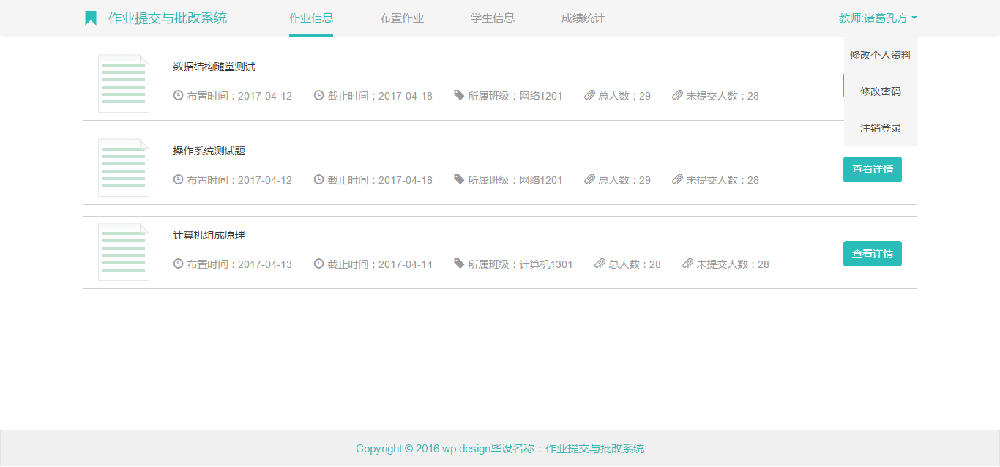 作业提交与批改系统 作业信息 布置作业 学生信息 成绩统计 教师:诸葛孔方
修改个人资料
修改密码
注销登录
数据结构随堂测试
布置时间：2017-04-12 截止时间：2017-04-18 所属班级：网络1201 总人数：29 未提交人数：28
操作系统测试题
布置时间：2017-04-12 截止时间：2017-04-18 所属班级：网络1201 总人数：29 未提交人数：28
查看详情
计算机组成原理
布置时间：2017-04-13 截止时间：2017-04-14 所属班级：计算机1301 总人数：28 未提交人数：28
查看详情
Copyright © 2016 wp design毕设名称：作业提交与批改系统